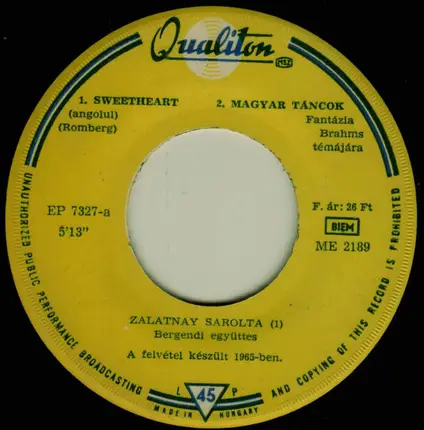 Qualiton
MSZ
1. SWEETHEART
(angolul)
(Romberg)
2. MAGYAR TÁNCOK
Fantázia
Brahms
témájára
EP 7327-a
5'13"
F. ár: 26 Ft
BIEM
ME 2189
ZALATNAY SAROLTA (1)
Bergendi együttes
A felvétel készült 1965-ben.
UNAUTHORIZED PUBLIC PERFORMANCE BROADCASTING
AND COPYING OF THIS RECORD IS PROHIBITED
L 45 P
MADE IN HUNGARY